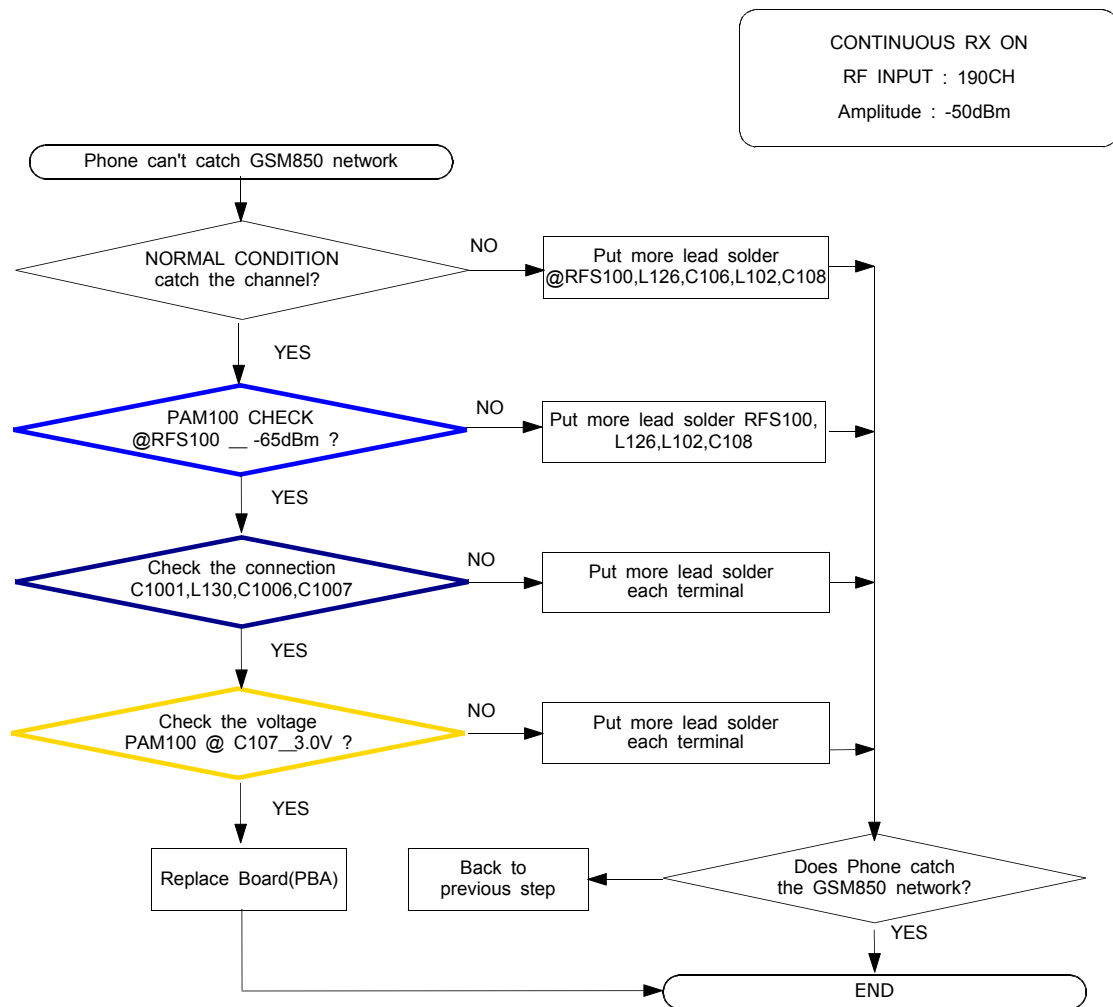 CONTINUOUS RX ON
RF INPUT : 190CH
Amplitude : -50dBm
Phone can't catch GSM850 network
NORMAL CONDITION
catch the channel?
NO
Put more lead solder
@RFS100,L126,C106,L102,C108
YES
PAM100 CHECK
@RFS100 __ -65dBm ?
NO
Put more lead solder RFS100,
L126,L102,C108
YES
Check the connection
C1001,L130,C1006,C1007
NO
Put more lead solder
each terminal
YES
Check the voltage
PAM100 @ C107__3.0V ?
NO
Put more lead solder
each terminal
YES
Replace Board(PBA)
Back to
previous step
Does Phone catch
the GSM850 network?
YES
END